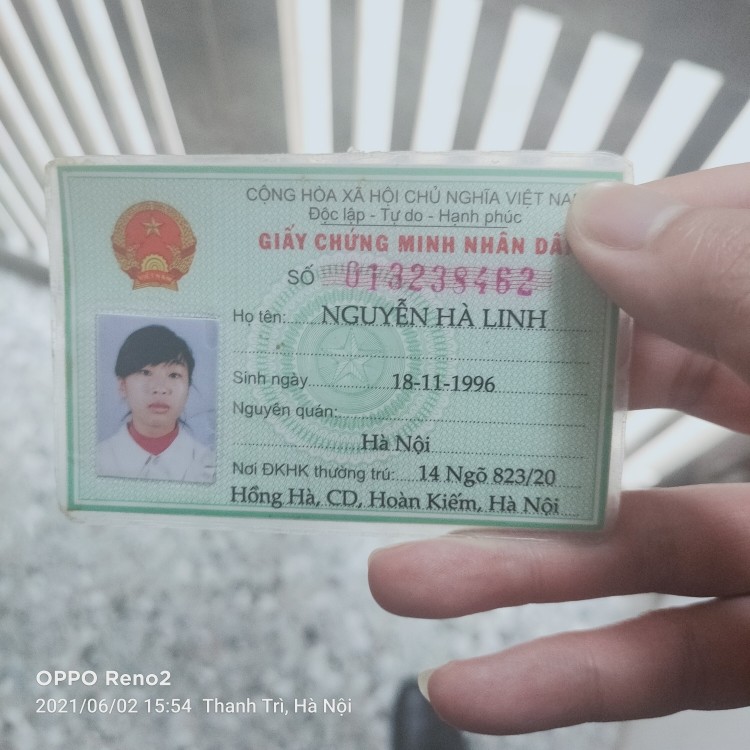 CỘNG HÒA XÃ HỘI CHỦ NGHĨA VIỆT
Độc lập - Tự do - Hạnh phúc
GIẤY CHỨNG MINH NHÂN
SỐ 013238462
Họ tên: NGUYỄN HÀ LINH
Sinh ngày 18-11-1996
Nguyên quán:
Hà Nội
Nơi ĐKHK thường trú: 14 Ngõ 823/20
Hồng Hà, CD, Hoàn Kiếm, Hà Nội
OPPO Reno2
2021/06/02 15:54 Thanh Trì, Hà Nội